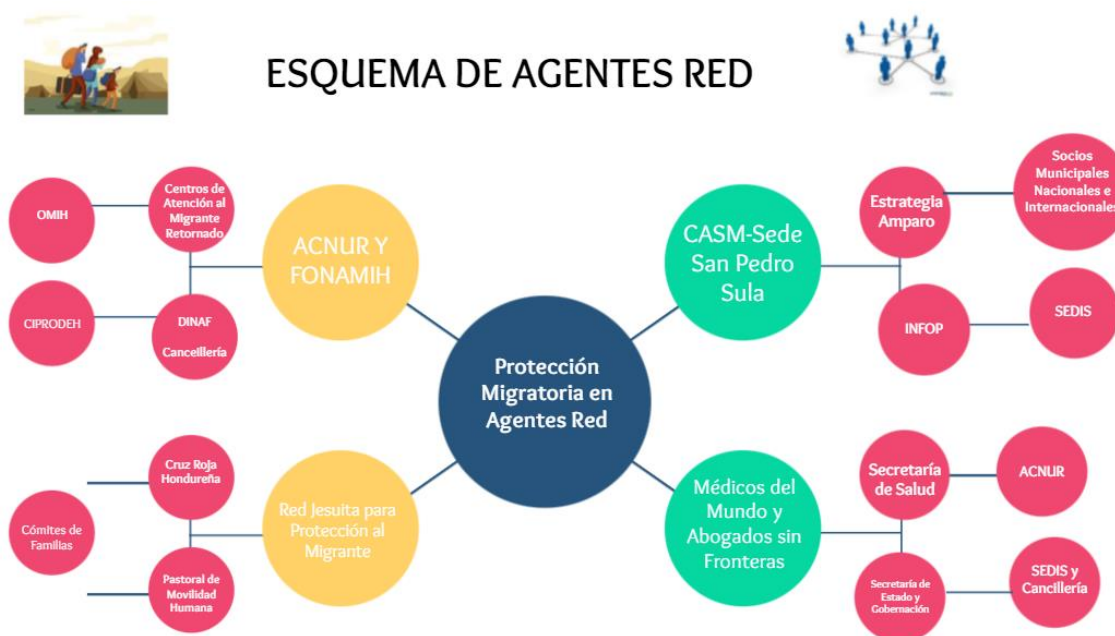 ESQUEMA DE AGENTES RED
OMIH
Centros de
Atención al
Migrante
Retornado
CIPRODEH
DINAF
Cancelllería
ACNUR Y
FONAMIH
CASM-Sede
San Pedro
Sula
Estrategia
Amparo
Socios
Municipales
Nacionales e
Internacionales
INFOP
SEDIS
Protección
Migratoria en
Agentes Red
Cruz Roja
Hondureña
Cómites de
Familias
Pastoral de
Movilidad
Humana
Red Jesuita para
Protección al
Migrante
Médicos del
Mundo y
Abogados sin
Fronteras
Secretaría
de Salud
ACNUR
Secretaría de
Estado y
Gobernación
SEDIS y
Cancillería